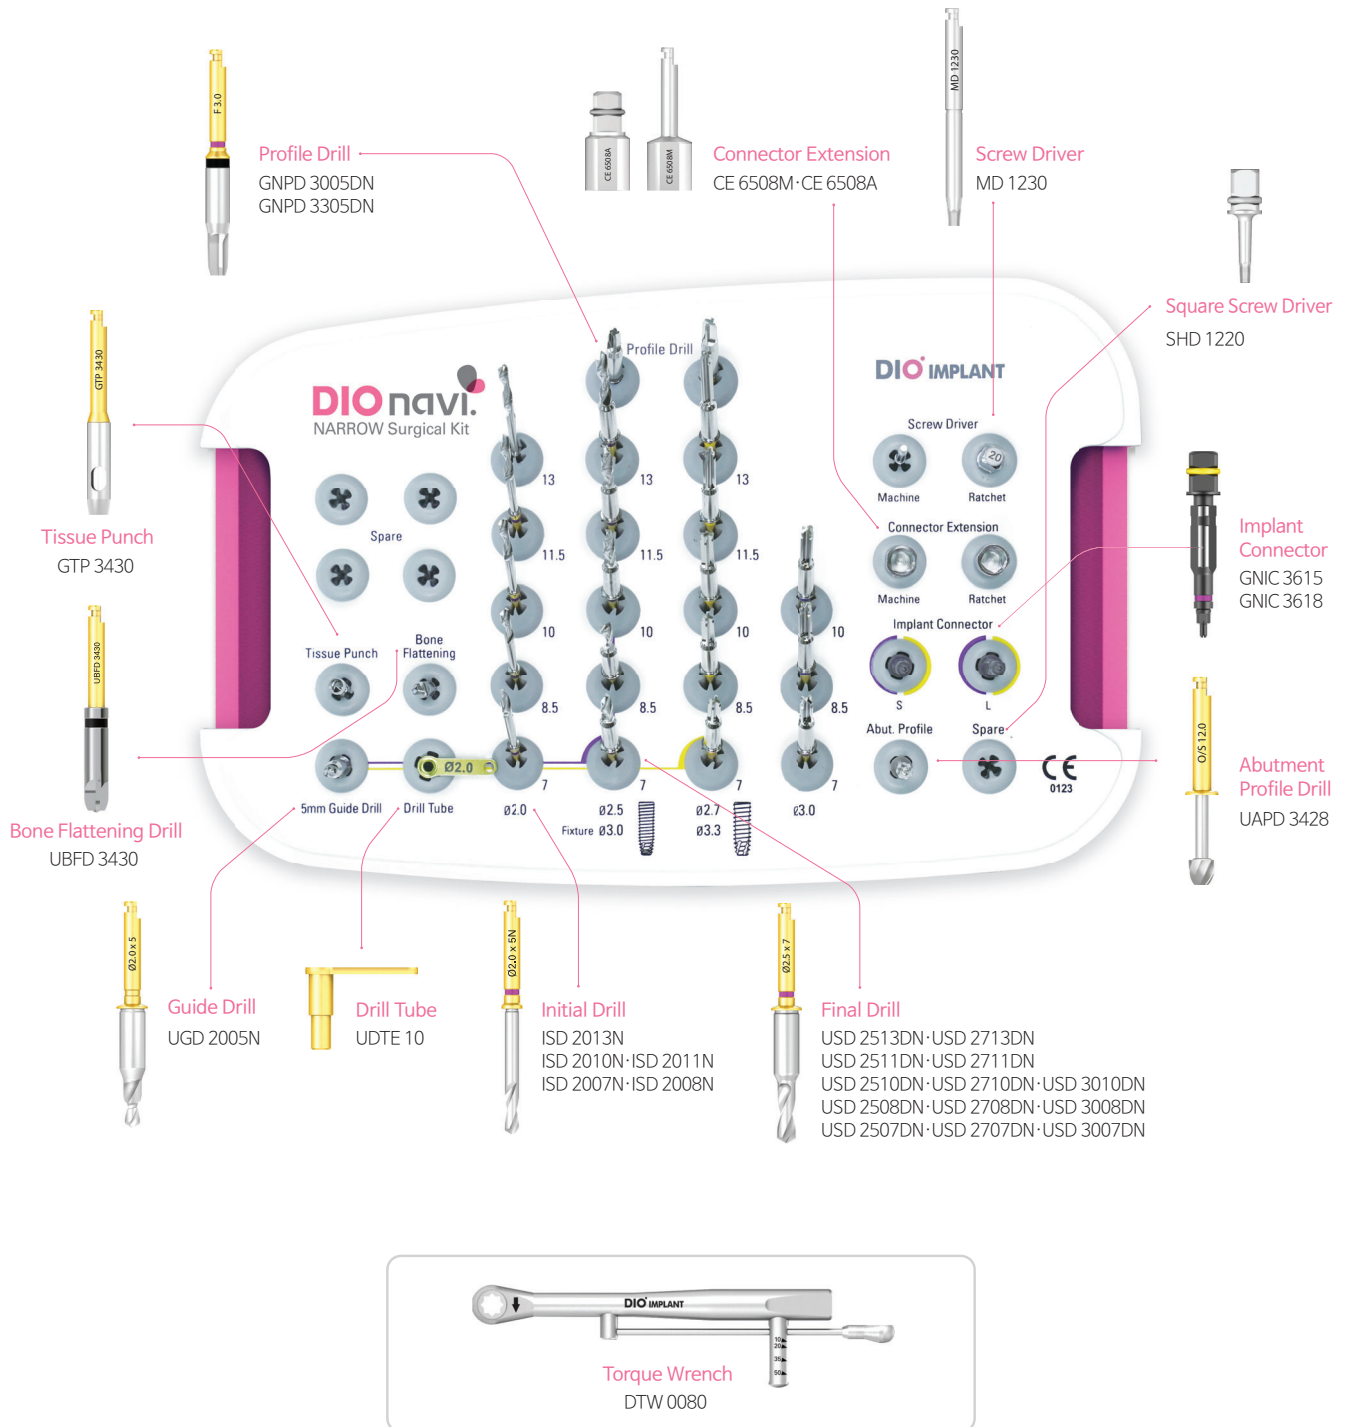 MD 1230
F 3.0
CE 6508A
CE 6508M
Profile Drill
GNPD 3005DN
GNPD 3305DN
Connector Extension
CE 6508M·CE 6508A
Screw Driver
MD 1230
Square Screw Driver
SHD 1220
GTP 3430
Tissue Punch
GTP 3430
Implant
Connector
GNIC 3615
GNIC 3618
UBFD 3430
Bone Flattening Drill
UBFD 3430
O/S 12.0
Abutment
Profile Drill
UAPD 3428
DIO navi.
NARROW Surgical Kit
Profile Drill
DIO IMPLANT
Screw Driver
20
Machine
Ratchet
13
13
Spare
11.5
11.5
Connector Extension
Machine
Ratchet
10
10
10
Implant Connector
S
L
Tissue Punch
Bone
Flattening
8.5
8.5
8.5
8.5
Abut. Profile
Spare
Ø2.0
7
7
7
7
CE
0123
5mm Guide Drill
Drill Tube
Ø2.0
Ø2.5
Ø2.7
Ø3.0
Fixture Ø3.0
Ø3.3
Ø2.0 x 5
Guide Drill
UGD 2005N
Drill Tube
UDTE 10
Ø2.0 x 5N
Initial Drill
ISD 2013N
ISD 2010N·ISD 2011N
ISD 2007N·ISD 2008N
Ø2.5 x 7
Final Drill
USD 2513DN·USD 2713DN
USD 2511DN·USD 2711DN
USD 2510DN·USD 2710DN·USD 3010DN
USD 2508DN·USD 2708DN·USD 3008DN
USD 2507DN·USD 2707DN·USD 3007DN
DIO IMPLANT
10
20
35
50
Torque Wrench
DTW 0080